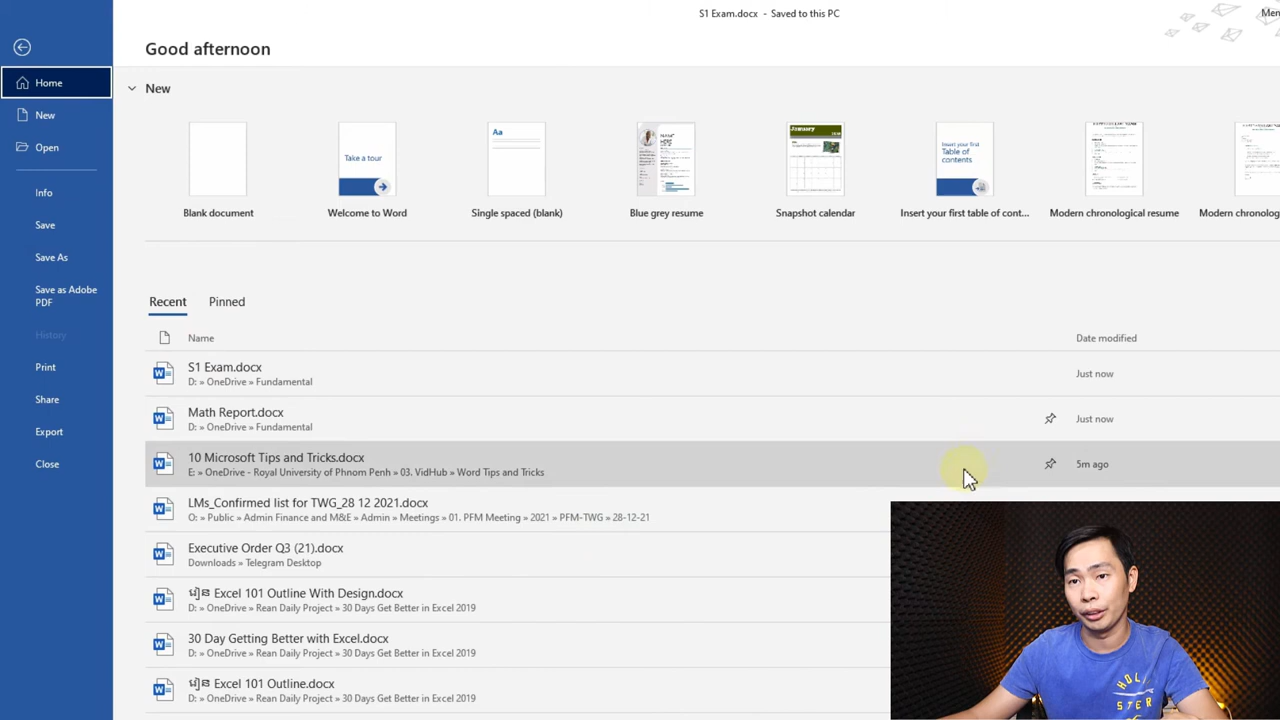 S1 Exam.docx - Saved to this PC
Good afternoon
Home
New
Open
Info
Save
Save As
Save as Adobe
PDF
History
Print
Share
Export
Close
New
Take a tour
Aa
January
Insert your first
Table of
contents
Blank document
Welcome to Word
Single spaced (blank)
Blue grey resume
Snapshot calendar
Insert your first table of cont...
Modern chronological resume
Modern chronolog
Recent
Pinned
Name
Date modified
S1 Exam.docx
D: » OneDrive » Fundamental
Just now
Math Report.docx
D: » OneDrive » Fundamental
Just now
10 Microsoft Tips and Tricks.docx
E: » OneDrive - Royal University of Phnom Penh » 03. VidHub » Word Tips and Tricks
5m ago
LMs_Confirmed list for TWG_28 12 2021.docx
O: » Public » Admin Finance and M&E » Admin » Meetings » 01. PFM Meeting » 2021 » PFM-TWG » 28-12-21
Executive Order Q3 (21).docx
Downloads » Telegram Desktop
រៀន Excel 101 Outline With Design.docx
D: » OneDrive » Rean Daily Project » 30 Days Get Better in Excel 2019
30 Day Getting Better with Excel.docx
D: » OneDrive » Rean Daily Project » 30 Days Get Better in Excel 2019
រៀន Excel 101 Outline.docx
D: » OneDrive » Rean Daily Project » 30 Days Get Better in Excel 2019
HOL
STER